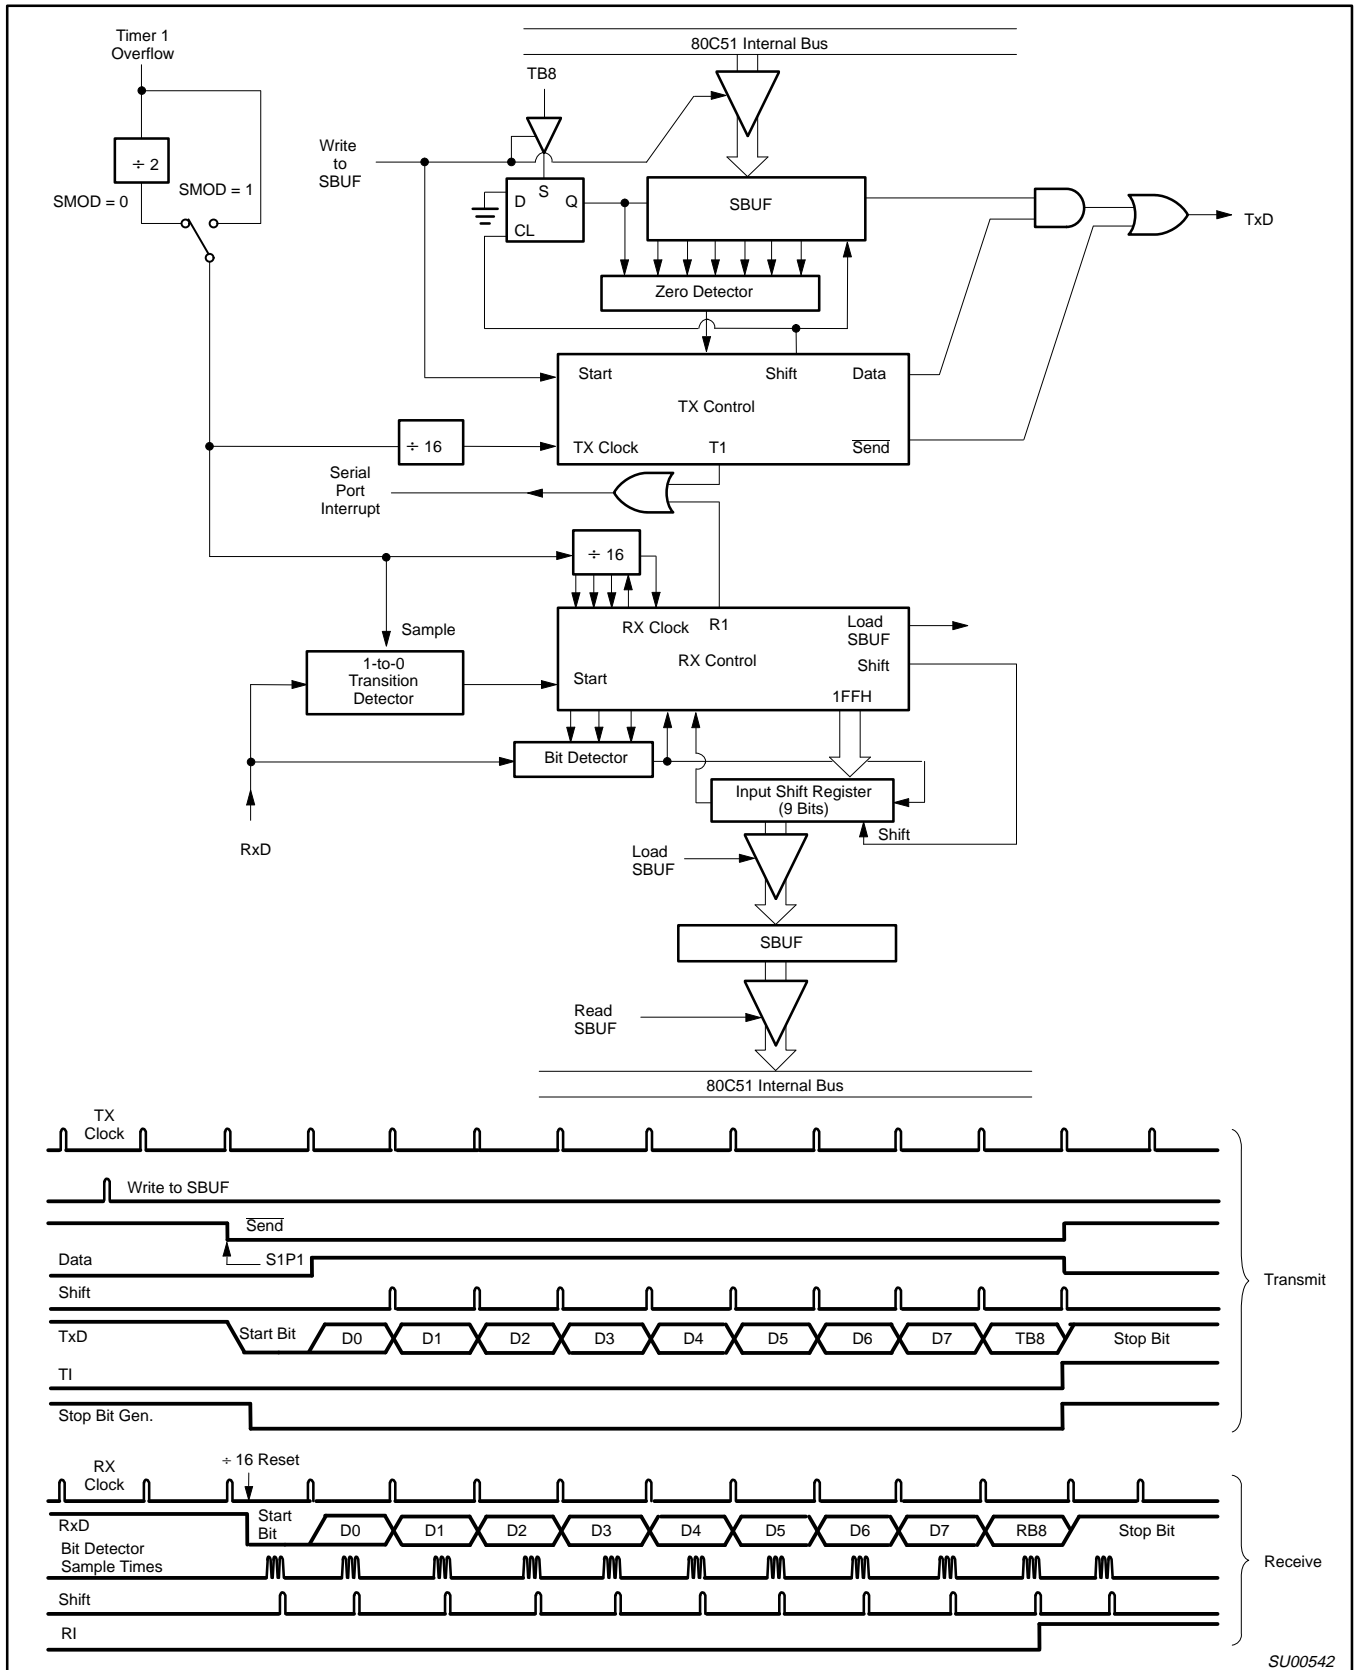 Timer 1
Overflow
80C51 Internal Bus
TB8
÷ 2
Write
to
SBUF
SMOD = 1
SMOD = 0
S
D
Q
CL
SBUF
TxD
Zero Detector
Start
Shift
Data
TX Control
÷ 16
TX Clock
T1
Send
Serial
Port
Interrupt
÷ 16
Sample
RX Clock
R1
Load
SBUF
1-to-0
Transition
Detector
RX Control
Shift
Start
1FFH
Bit Detector
Input Shift Register
(9 Bits)
RxD
Load
SBUF
Shift
SBUF
Read
SBUF
80C51 Internal Bus
TX
Clock
Write to SBUF
Send
Data
S1P1
Transmit
Shift
TxD
Start Bit
D0
D1
D2
D3
D4
D5
D6
D7
TB8
Stop Bit
TI
Stop Bit Gen.
÷ 16 Reset
RX
Clock
RxD
Start
Bit
D0
D1
D2
D3
D4
D5
D6
D7
RB8
Stop Bit
Bit Detector
Sample Times
Receive
Shift
RI
SU00542